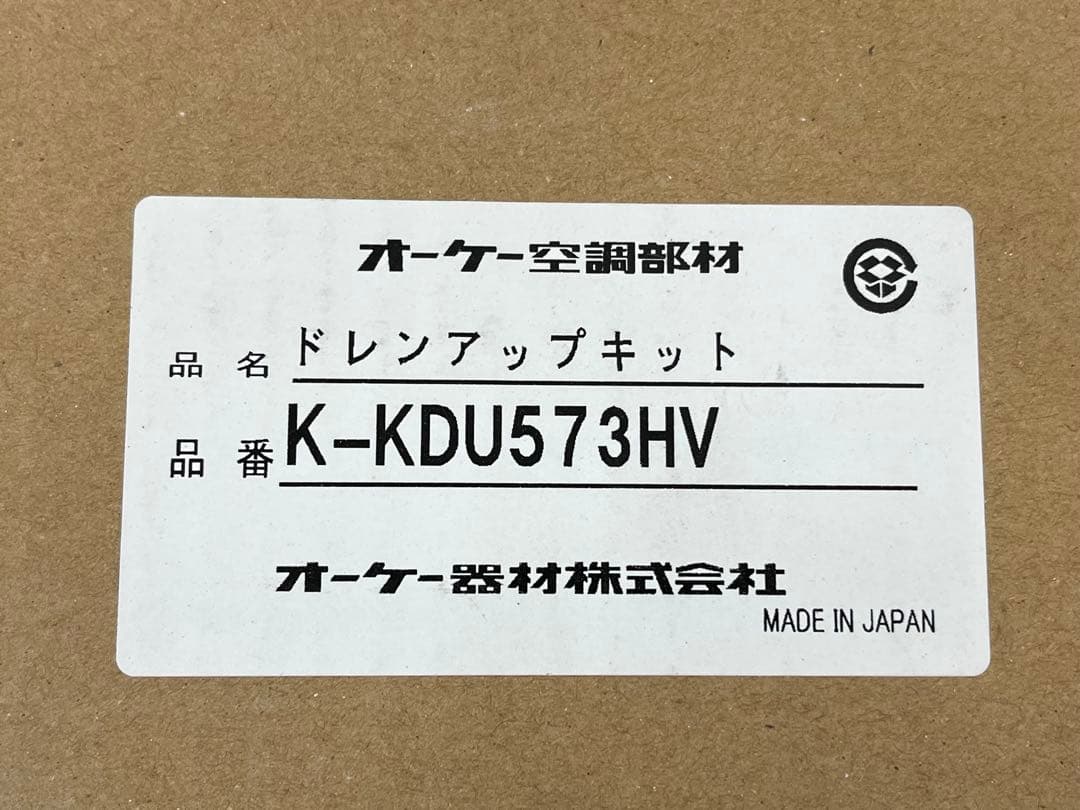 オーケー空調部材
品名 ドレンアップキット
品番 K-KDU573HV
オーケー器材株式会社
MADE IN JAPAN